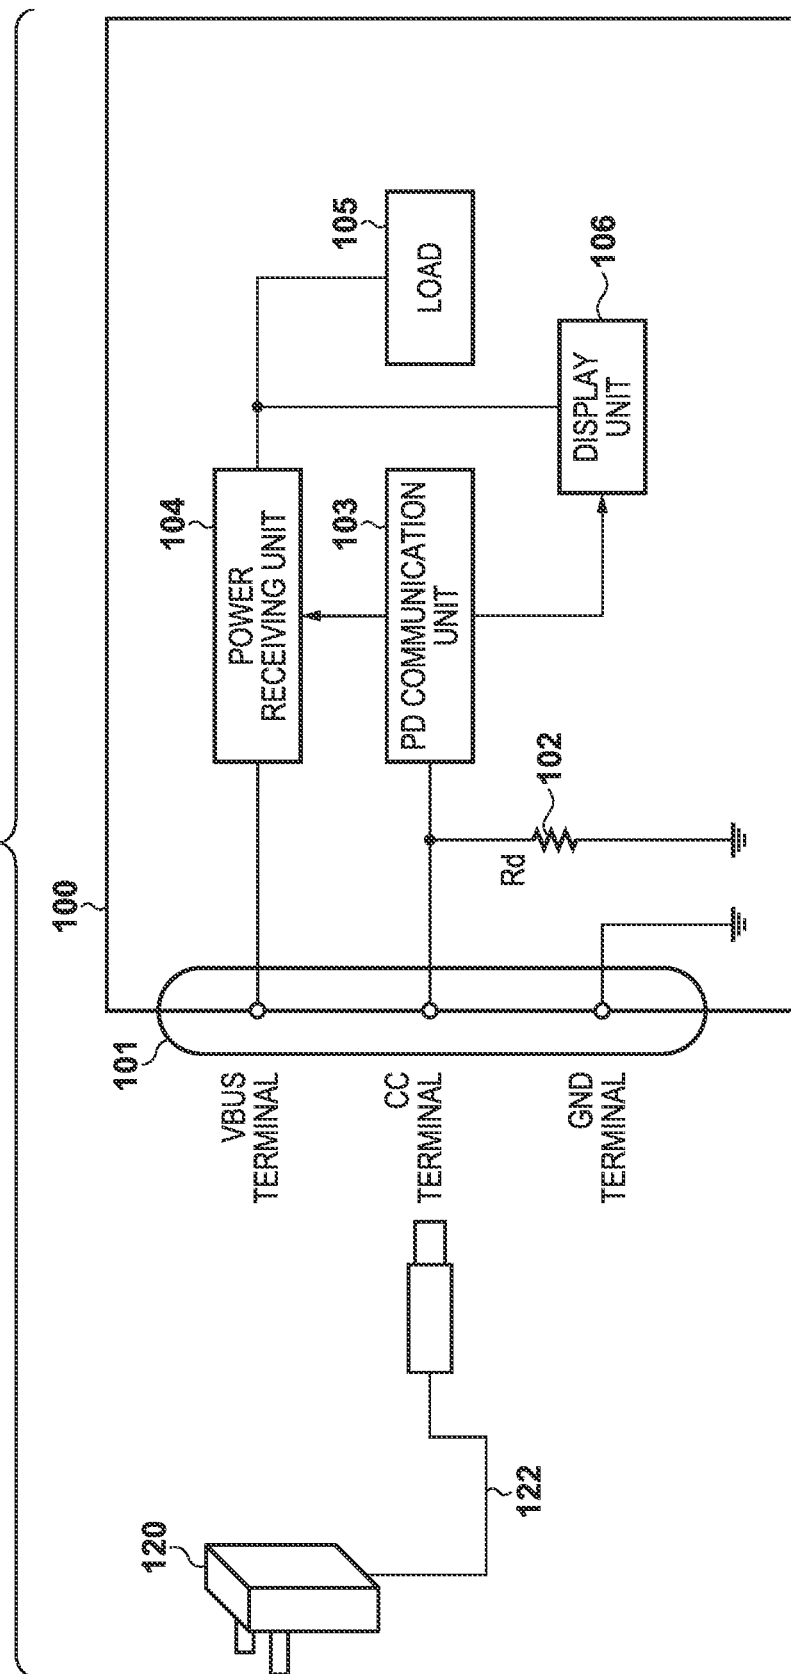 100
101
VBUS
TERMINAL
CC
TERMINAL
GND
TERMINAL
104
POWER
RECEIVING UNIT
103
PD COMMUNICATION
UNIT
Rd
102
105
LOAD
106
DISPLAY
UNIT
120
122